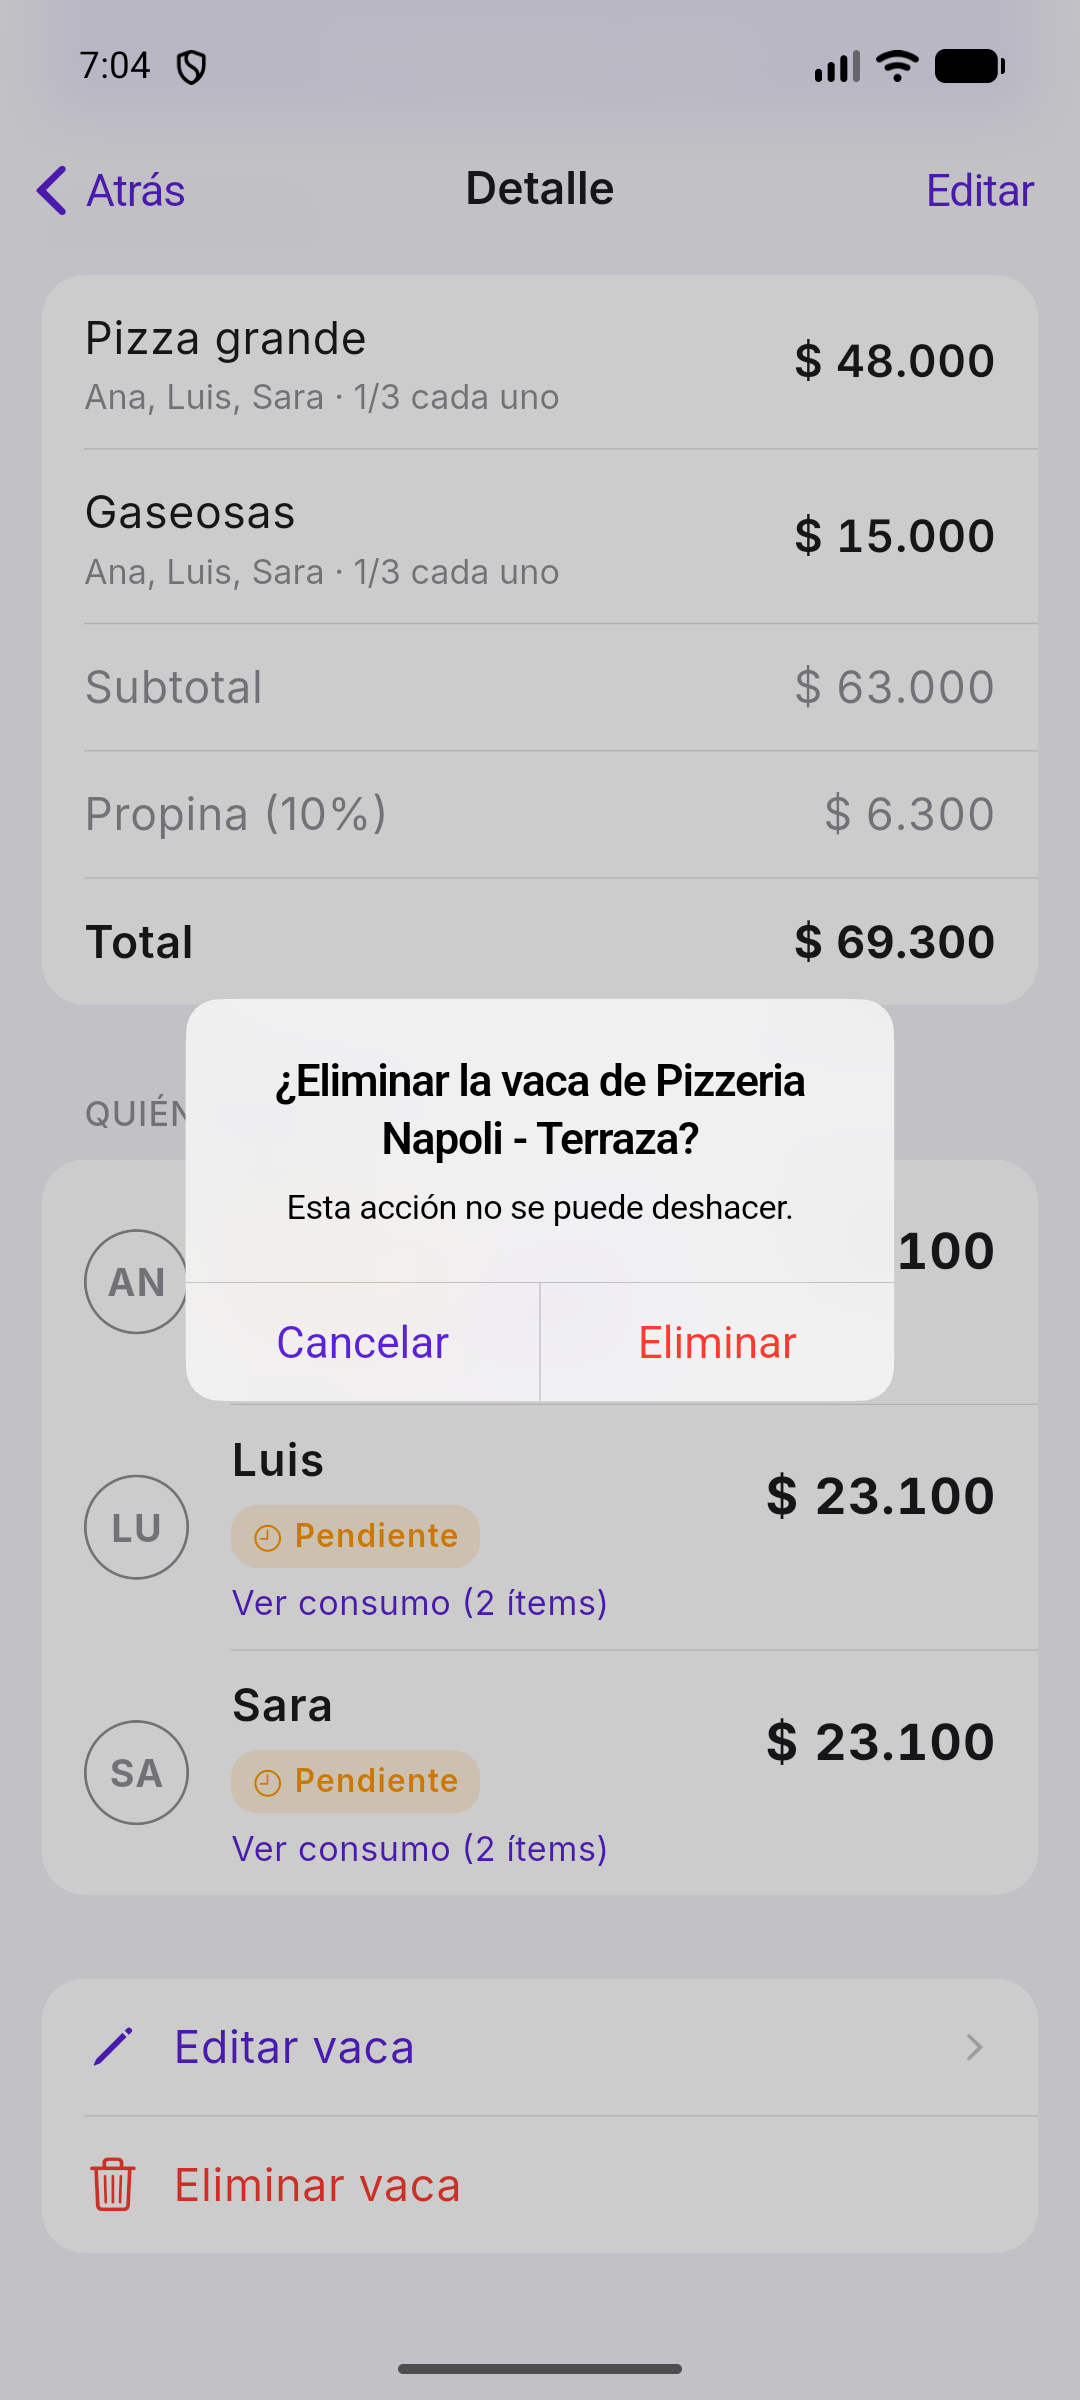 7:04
Atrás
Detalle
Editar
Pizza grande
$ 48.000
Ana, Luis, Sara · 1/3 cada uno
Gaseosas
$ 15.000
Ana, Luis, Sara · 1/3 cada uno
Subtotal
$ 63.000
Propina (10%)
$ 6.300
Total
$ 69.300
¿Eliminar la vaca de Pizzeria
Napoli - Terraza?
Esta acción no se puede deshacer.
Cancelar
Eliminar
QUIÉN
AN
100
LU
Luis
$ 23.100
Pendiente
Ver consumo (2 ítems)
SA
Sara
$ 23.100
Pendiente
Ver consumo (2 ítems)
Editar vaca
Eliminar vaca